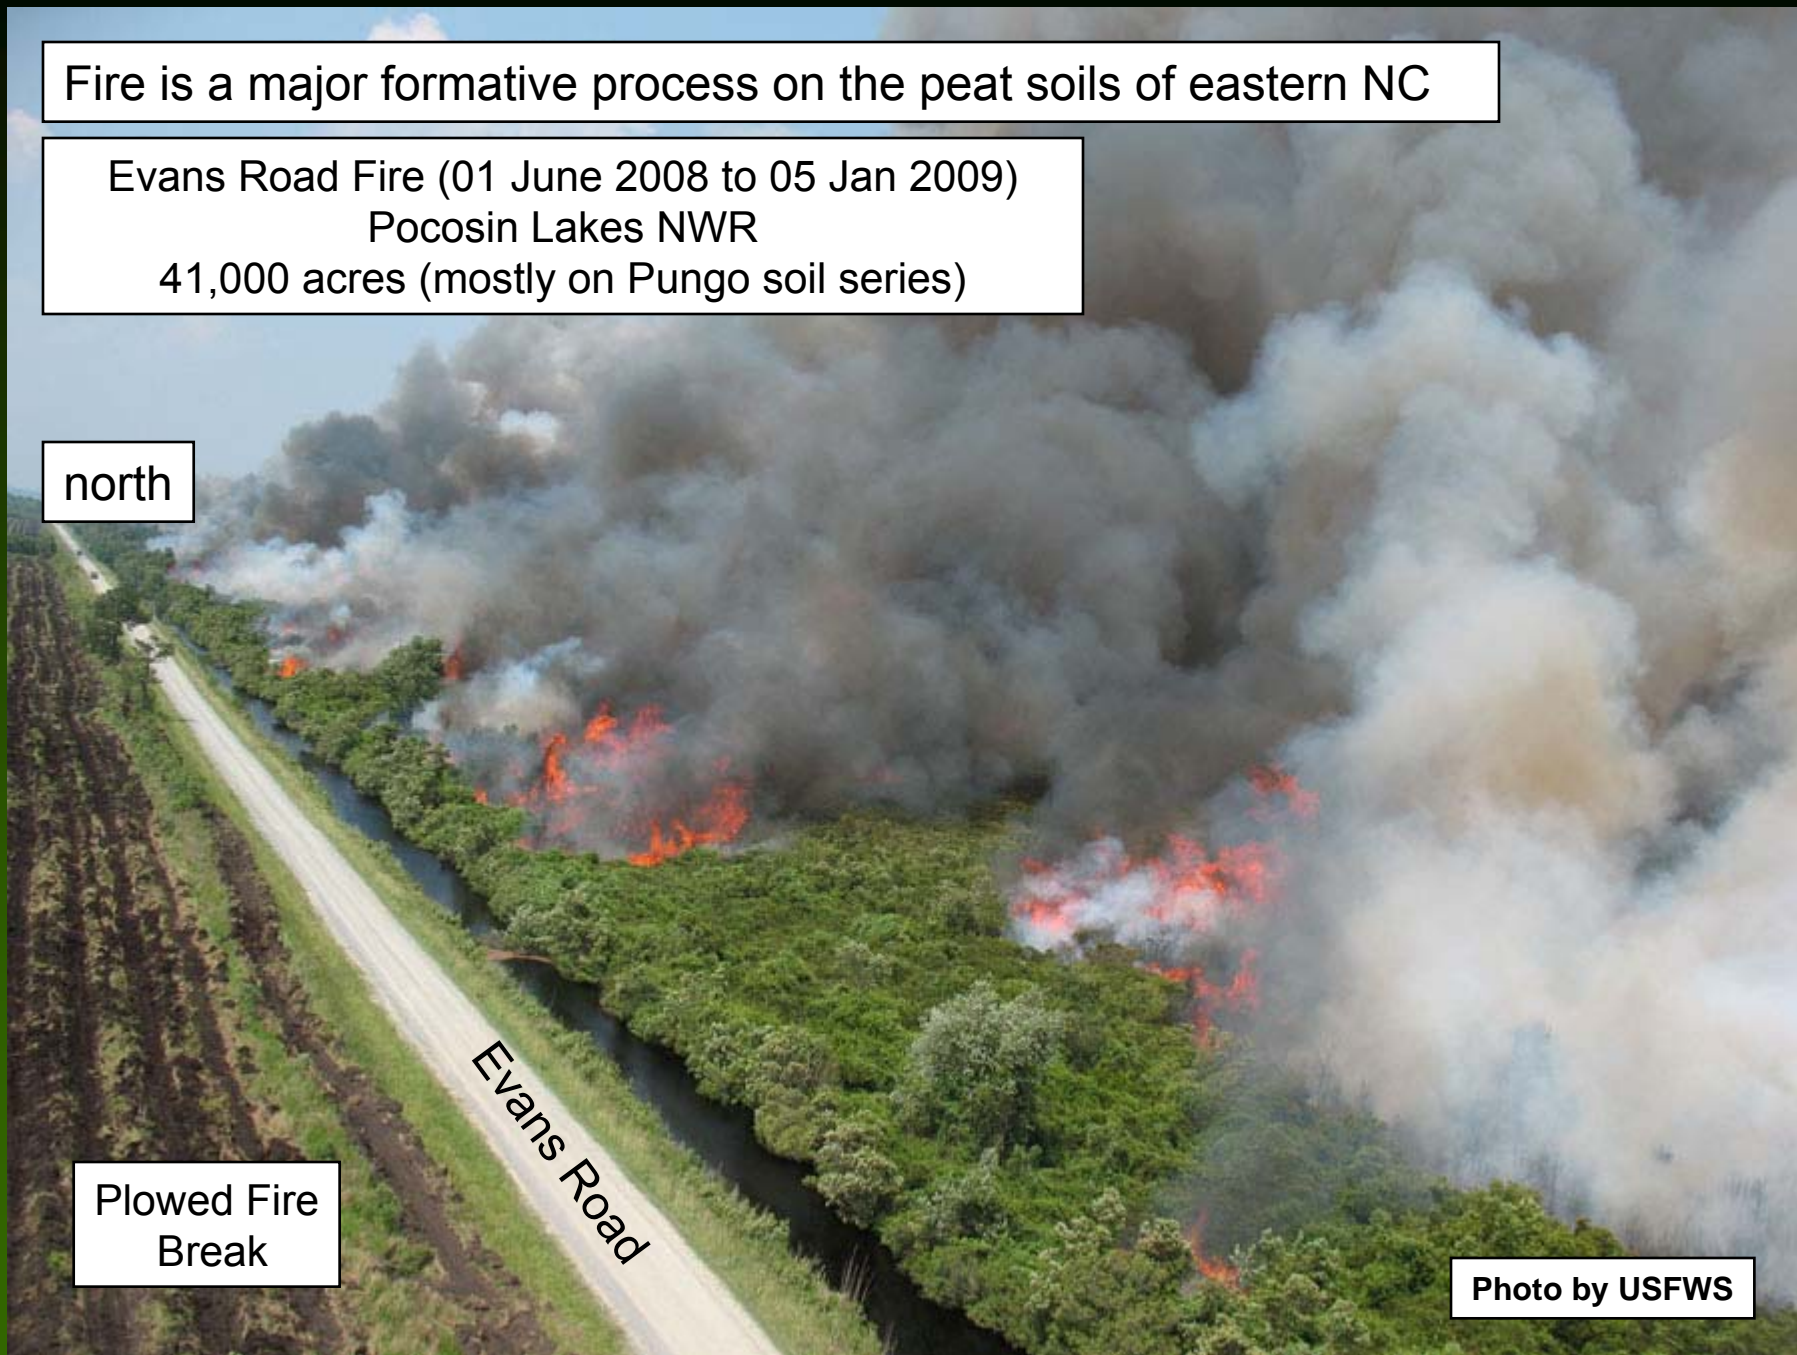 Fire is a major formative process on the peat soils of eastern NC
Evans Road Fire (01 June 2008 to 05 Jan 2009)
Pocosin Lakes NWR
41,000 acres (mostly on Pungo soil series)
north
Evans Road
Plowed Fire
Break
Photo by USFWS